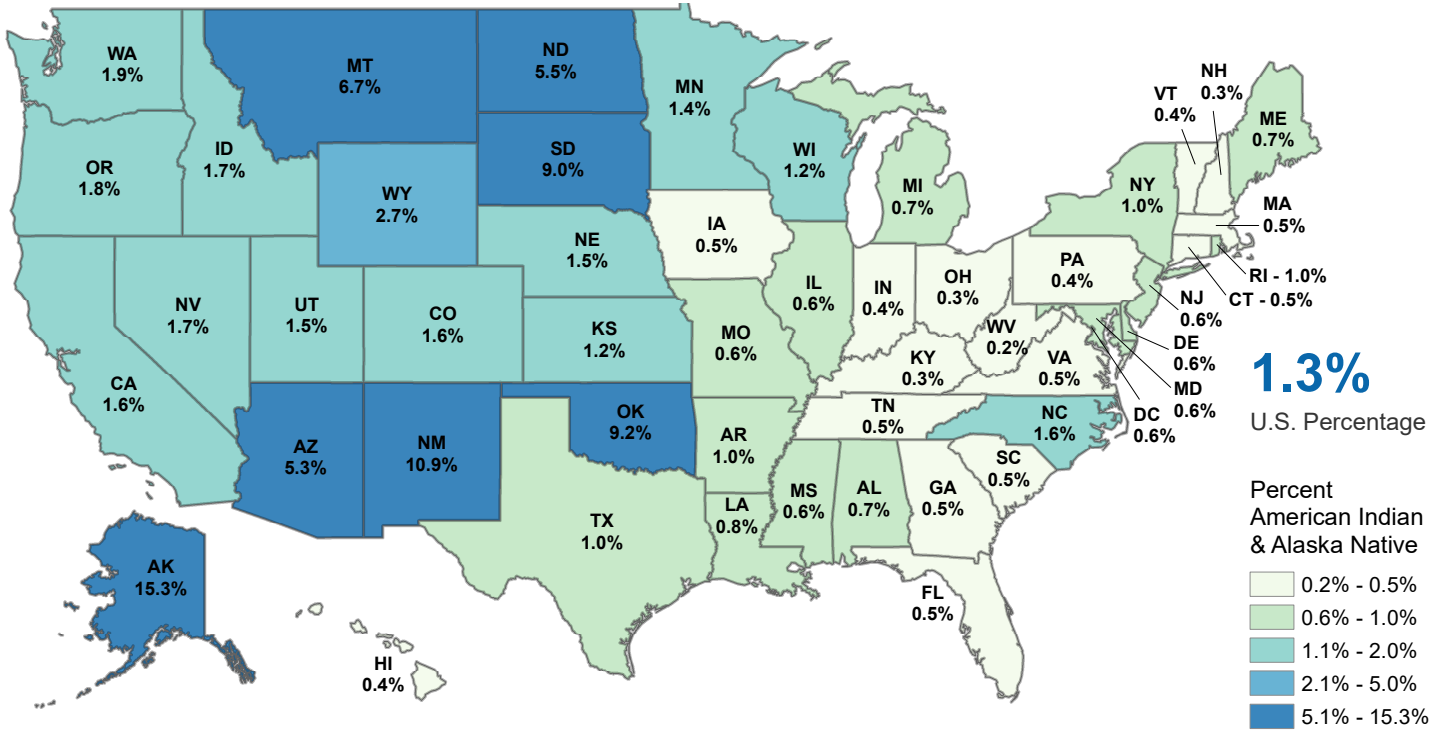 WA
1.9%
MT
6.7%
ND
5.5%
MN
1.4%
NH
0.3%
VT
0.4%
ME
0.7%
OR
1.8%
ID
1.7%
WY
2.7%
SD
9.0%
WI
1.2%
MI
0.7%
NY
1.0%
MA
0.5%
RI - 1.0%
CT - 0.5%
IA
0.5%
NE
1.5%
PA
0.4%
NJ
0.6%
NV
1.7%
UT
1.5%
CO
1.6%
KS
1.2%
MO
0.6%
IL
0.6%
IN
0.4%
OH
0.3%
WV
0.2%
KY
0.3%
VA
0.5%
DE
0.6%
MD
0.6%
DC
0.6%
CA
1.6%
AZ
5.3%
NM
10.9%
OK
9.2%
AR
1.0%
TN
0.5%
NC
1.6%
SC
0.5%
TX
1.0%
LA
0.8%
MS
0.6%
AL
0.7%
GA
0.5%
FL
0.5%
AK
15.3%
HI
0.4%
1.3%
U.S. Percentage
Percent
American Indian
& Alaska Native
0.2% - 0.5%
0.6% - 1.0%
1.1% - 2.0%
2.1% - 5.0%
5.1% - 15.3%